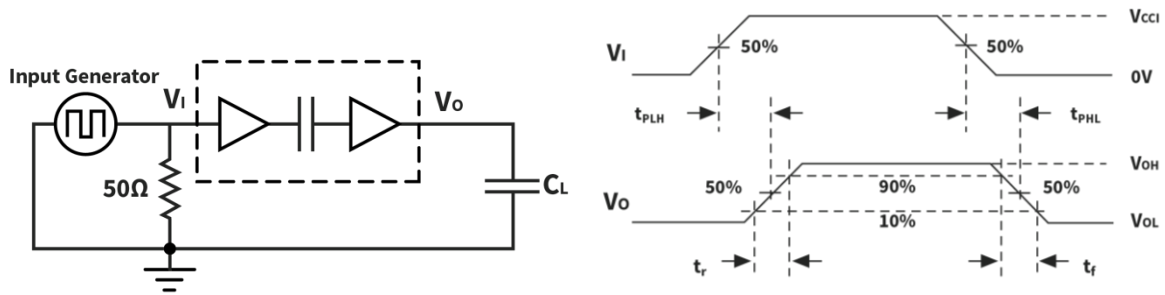 Input Generator
VI
VO
50Ω
CL
VI
50%
50%
VCCI
0V
tPLH
tPHL
VO
50%
90%
50%
10%
VOH
VOL
tr
tf